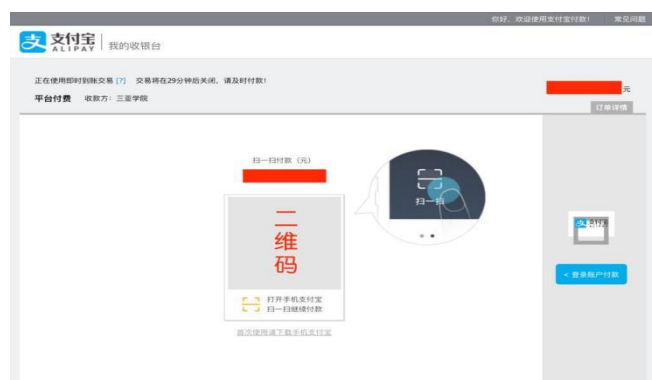 你好，欢迎使用支付宝付款！ 常见问题
支 支付宝 ALIPAY 我的收银台
正在使用即时到账交易 [?] 交易将在29分钟后关闭，请及时付款！
平台付费 收款方：三亚学院
元
订单详情
扫一扫付款（元）
二维码
扫一扫
打开手机支付宝
扫一扫继续付款
首次使用请下载手机支付宝
支付宝
< 登录账户付款